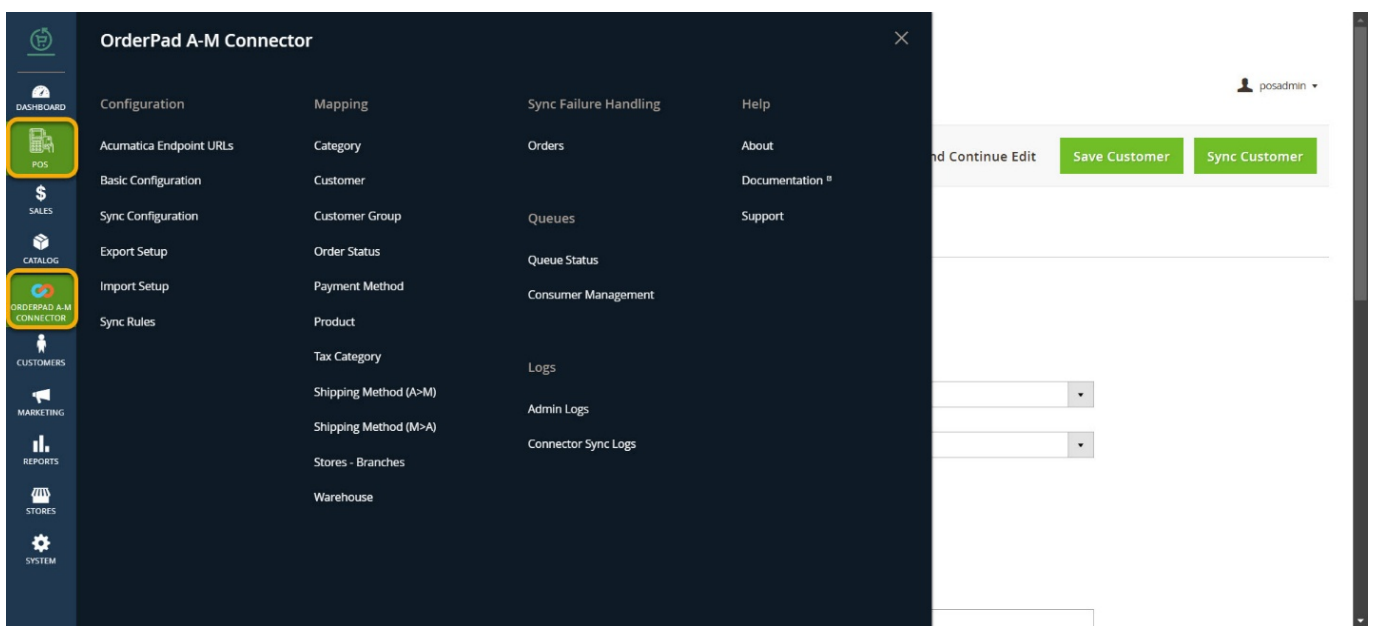 OrderPad A-M Connector
posadmin
DASHBOARD
POS
SALES
CATALOG
ORDERPAD A-M
CONNECTOR
CUSTOMERS
MARKETING
REPORTS
STORES
SYSTEM
Configuration
Acumatica Endpoint URLs
Basic Configuration
Sync Configuration
Export Setup
Import Setup
Sync Rules
Mapping
Category
Customer
Customer Group
Order Status
Payment Method
Product
Tax Category
Shipping Method (A>M)
Shipping Method (M>A)
Stores - Branches
Warehouse
Sync Failure Handling
Orders
Queues
Queue Status
Consumer Management
Logs
Admin Logs
Connector Sync Logs
Help
About
Documentation
Support
nd Continue Edit
Save Customer
Sync Customer